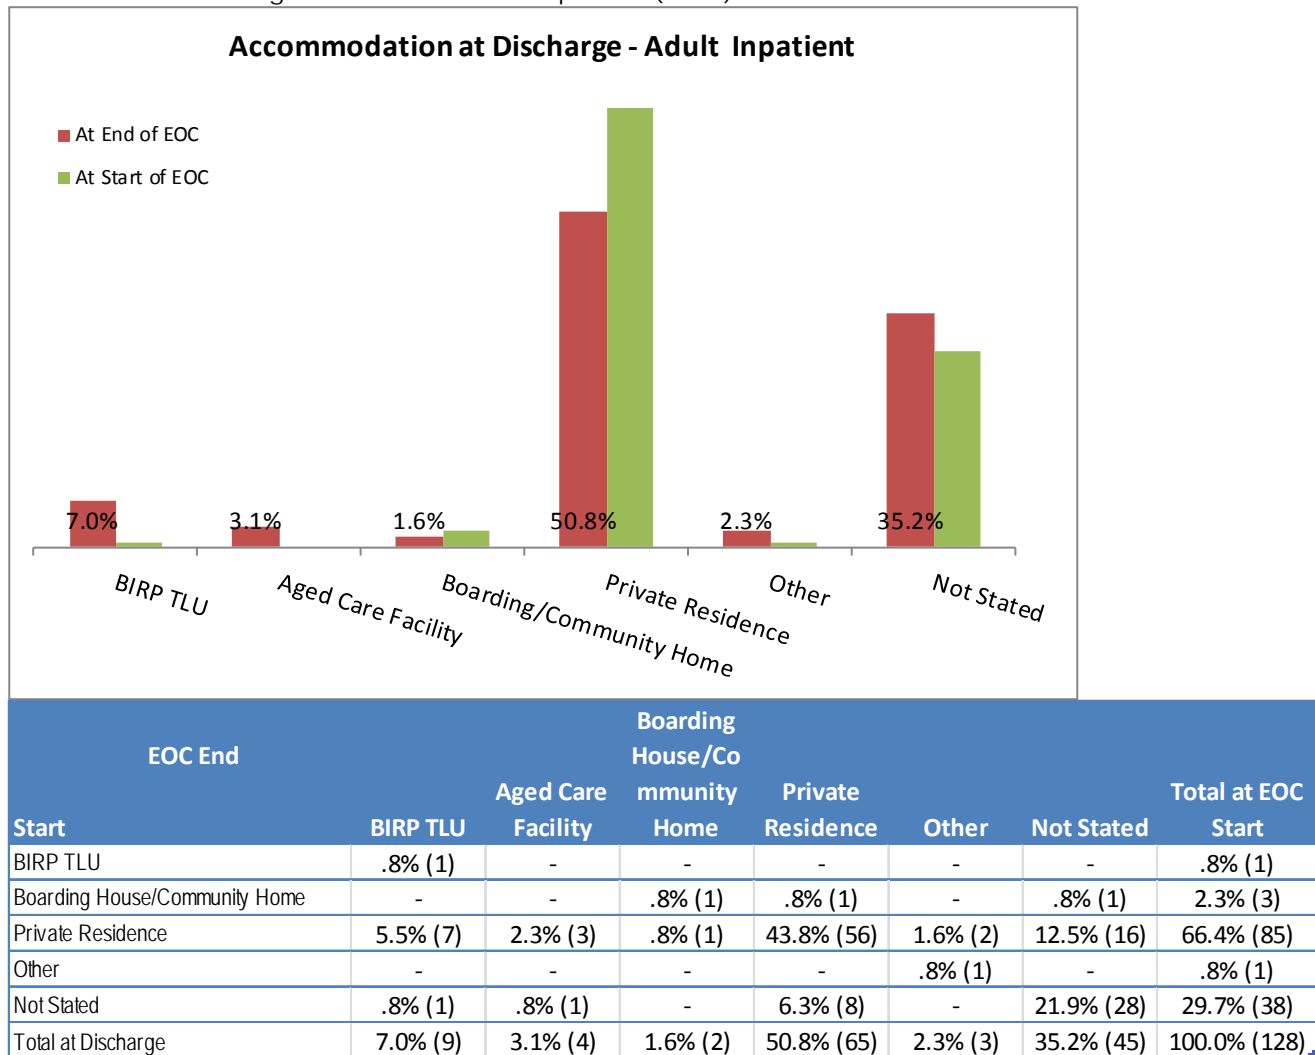 Accommodation at Discharge - Adult Inpatient
At End of EOC
At Start of EOC
7.0% 3.1% 1.6% 50.8% 2.3% 35.2%
BIRP TLU Aged Care Facility Boarding/Community Home Private Residence Other Not Stated
EOC End
Start BIRP TLU Aged Care Facility Boarding House/Co mmunity Home Private Residence Other Not Stated Total at EOC Start
BIRP TLU .8% (1) - - - - - .8% (1)
Boarding House/Community Home - - .8% (1) .8% (1) - .8% (1) 2.3% (3)
Private Residence 5.5% (7) 2.3% (3) .8% (1) 43.8% (56) 1.6% (2) 12.5% (16) 66.4% (85)
Other - - - - .8% (1) - .8% (1)
Not Stated .8% (1) .8% (1) - 6.3% (8) - 21.9% (28) 29.7% (38)
Total at Discharge 7.0% (9) 3.1% (4) 1.6% (2) 50.8% (65) 2.3% (3) 35.2% (45) 100.0% (128)